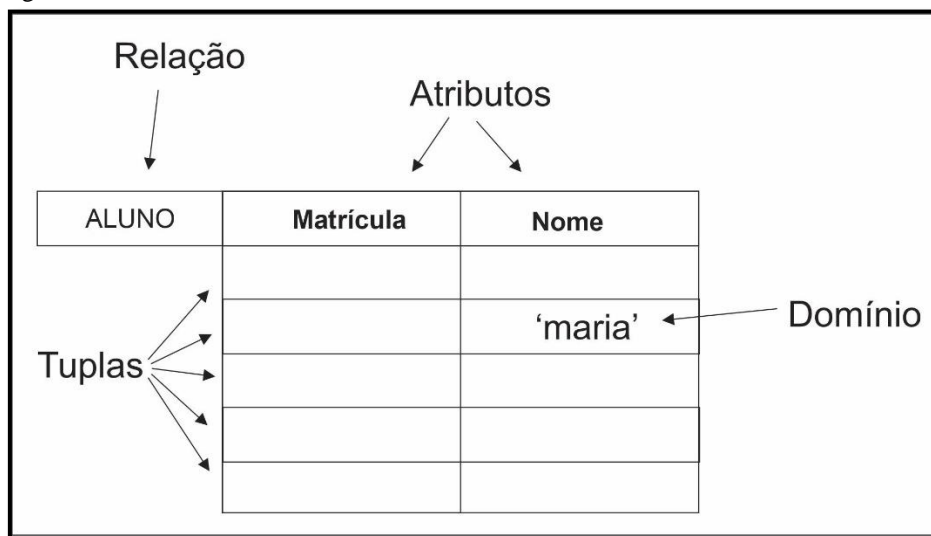 Relação
Atributos
ALUNO Matrícula Nome
'maria' Domínio
Tuplas